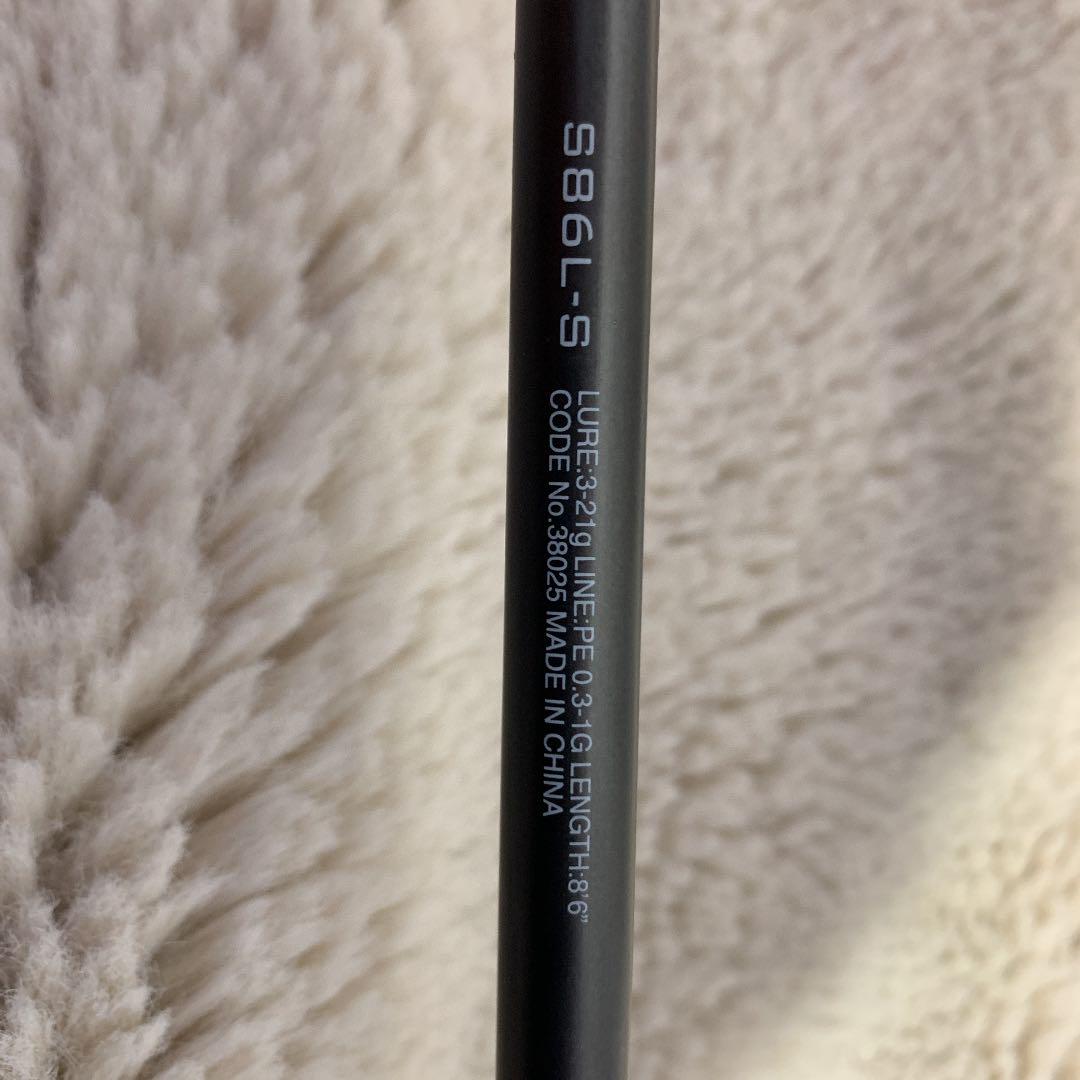 S86L-S
LURE:3-21g LINE:PE 0.3-1G LENGTH:8'6”
CODE No.38025 MADE IN CHINA